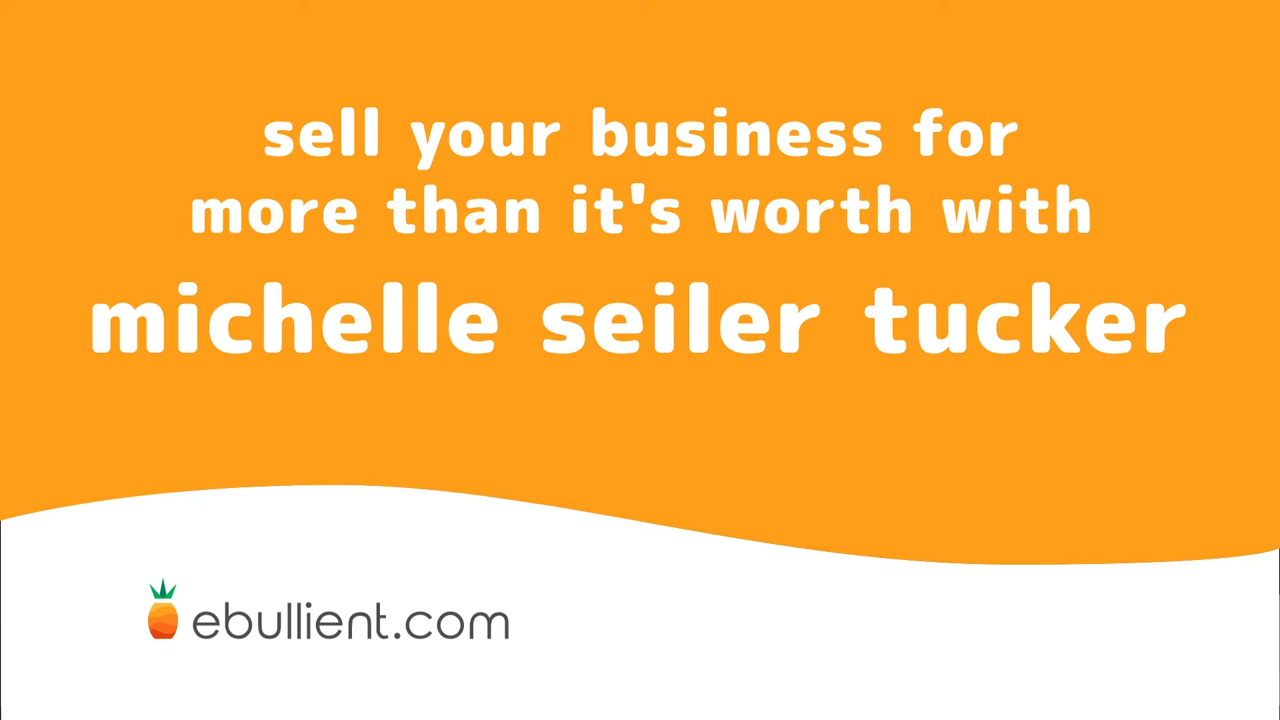 sell your business for
more than it's worth with
michelle seiler tucker
ebullient.com